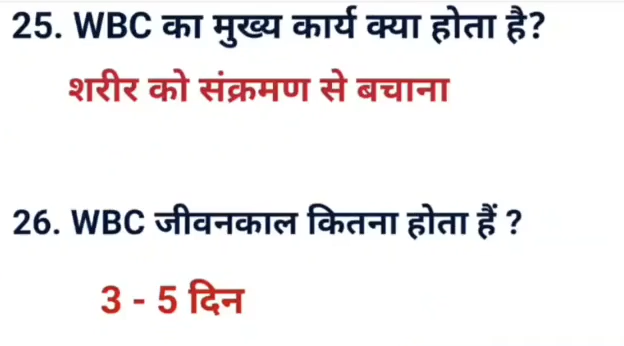 25. WBC का मुख्य कार्य क्या होता है?
शरीर को संक्रमण से बचाना
26. WBC जीवनकाल कितना होता हैं ?
3 - 5 दिन